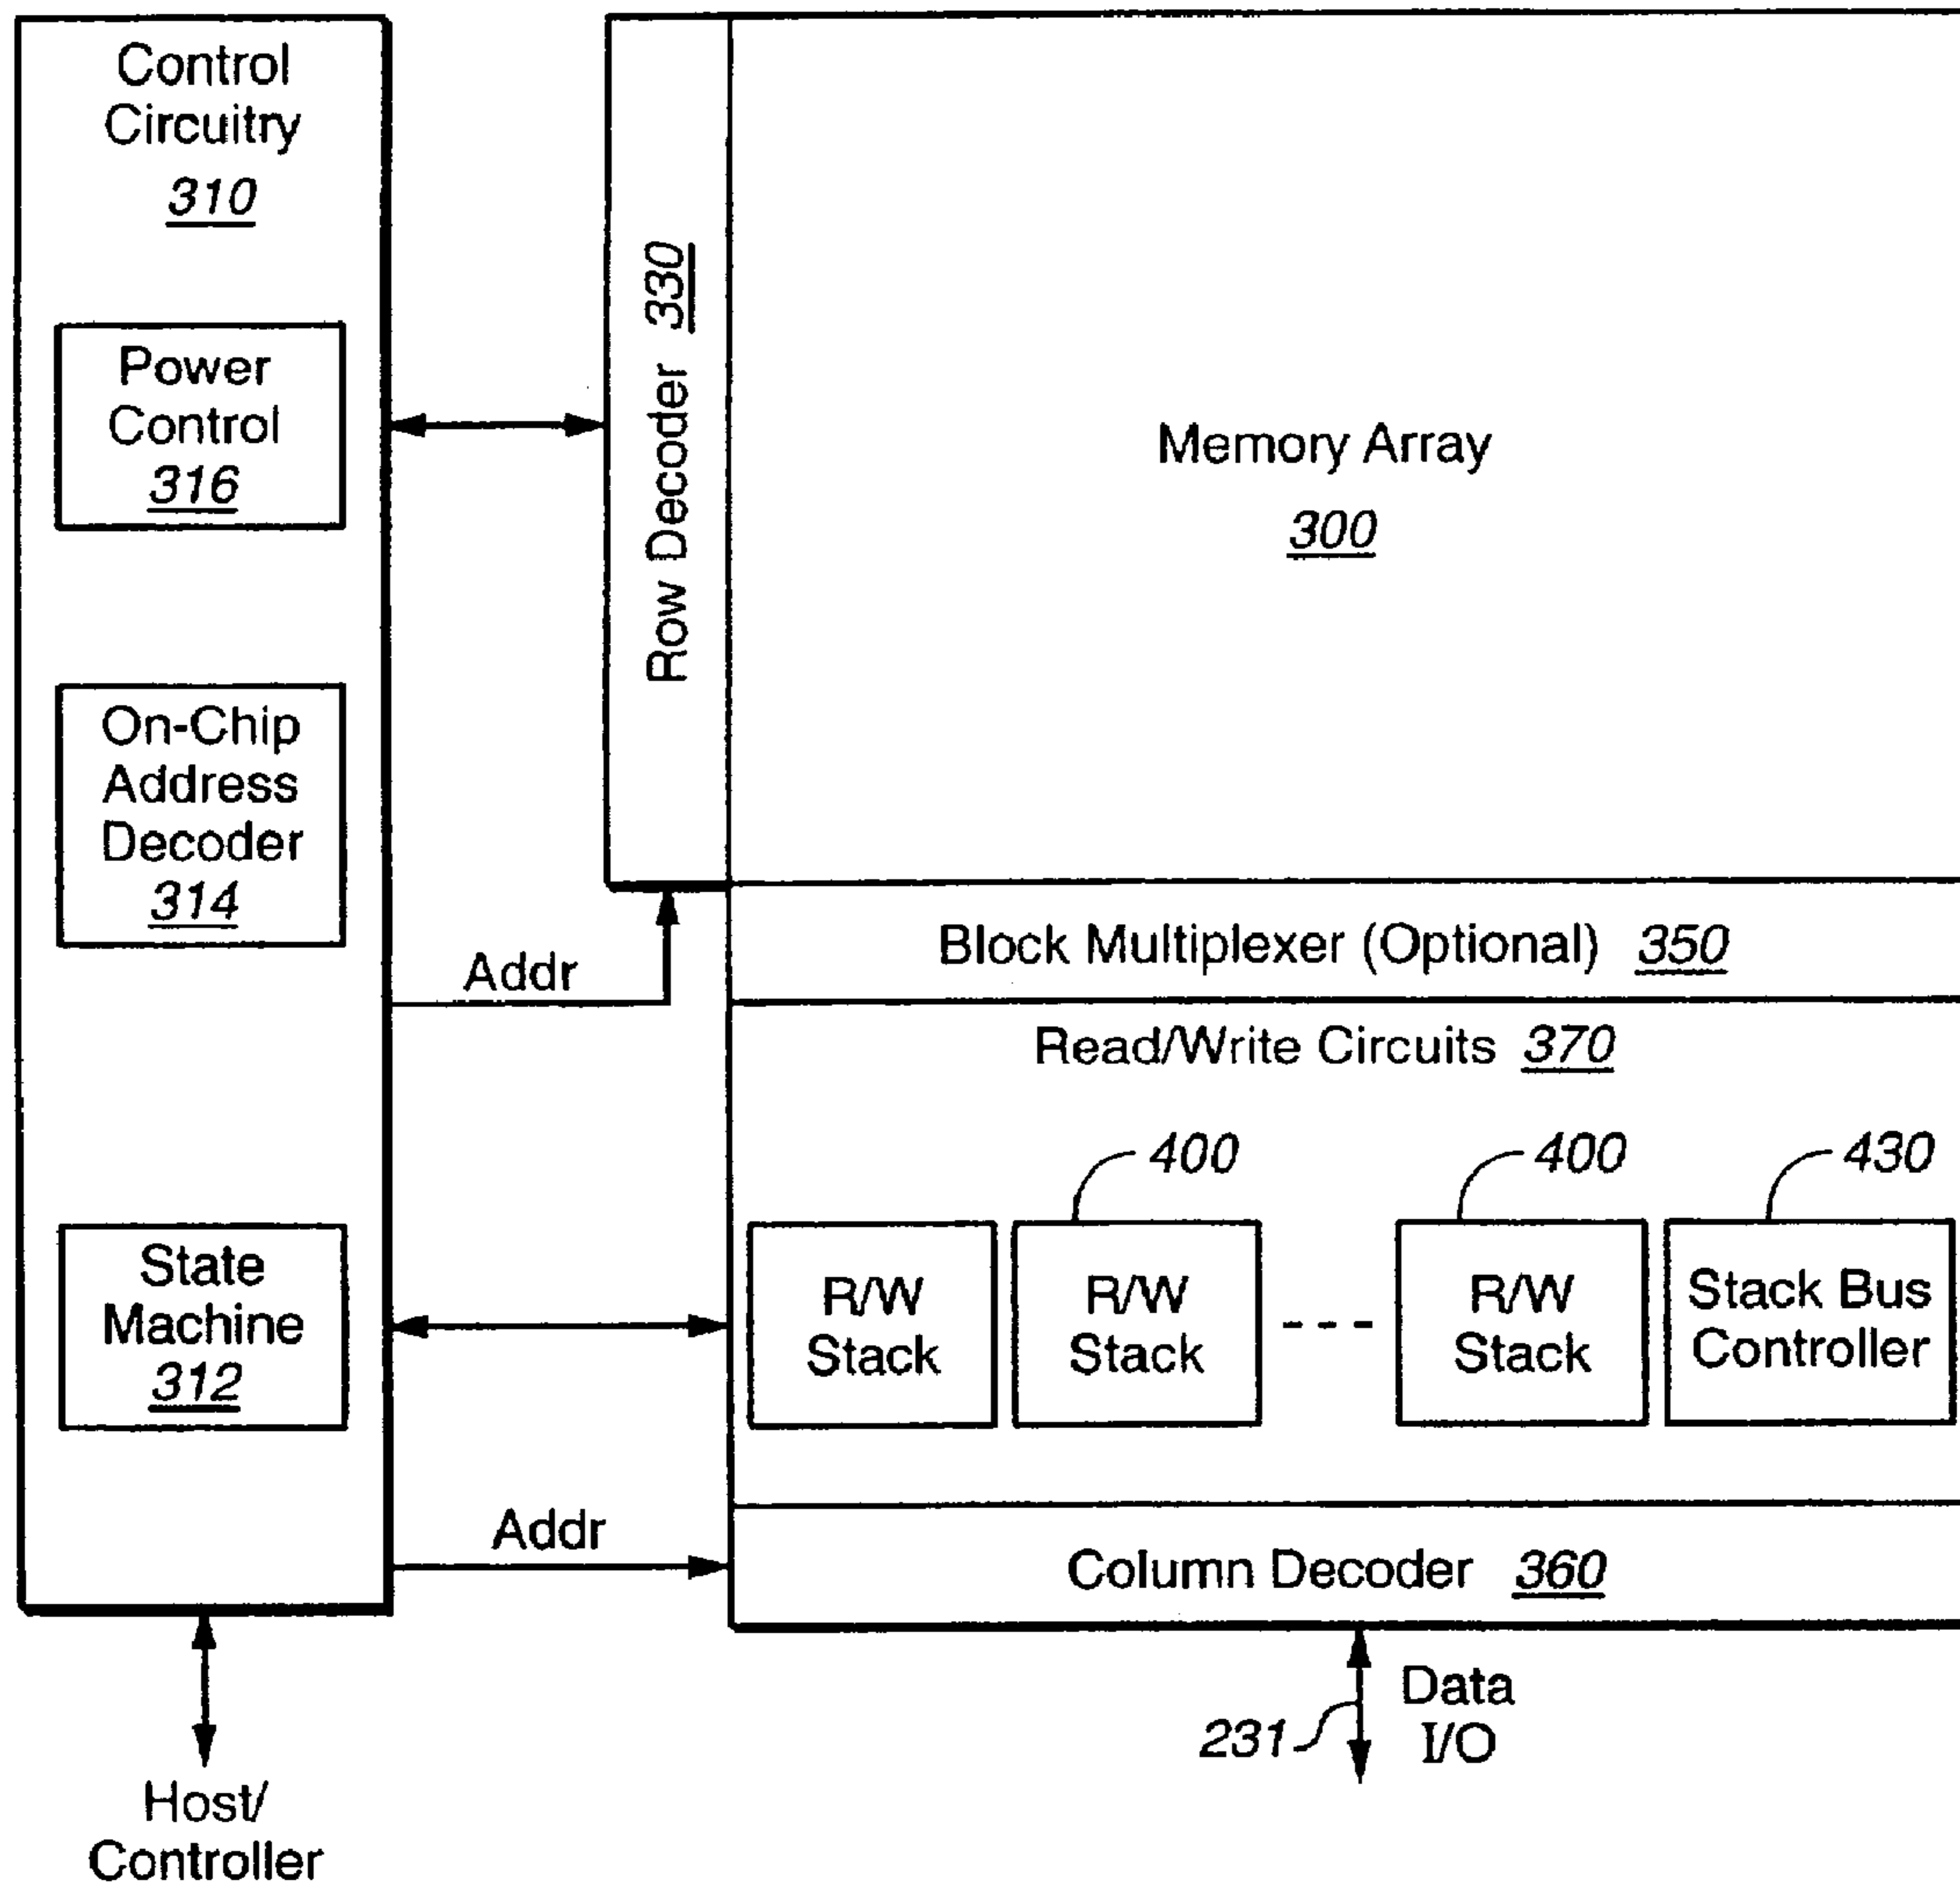 Control
Circuitry
310
Power
Control
316
On-Chip
Address
Decoder
314
State
Machine
312
Host/
Controller
Addr
Addr
Row Decoder 330
Memory Array
300
Block Multiplexer (Optional) 350
Read/Write Circuits 370
400
400
430
R/W
Stack
R/W
Stack
R/W
Stack
Stack Bus
Controller
Column Decoder 360
231
Data
I/O